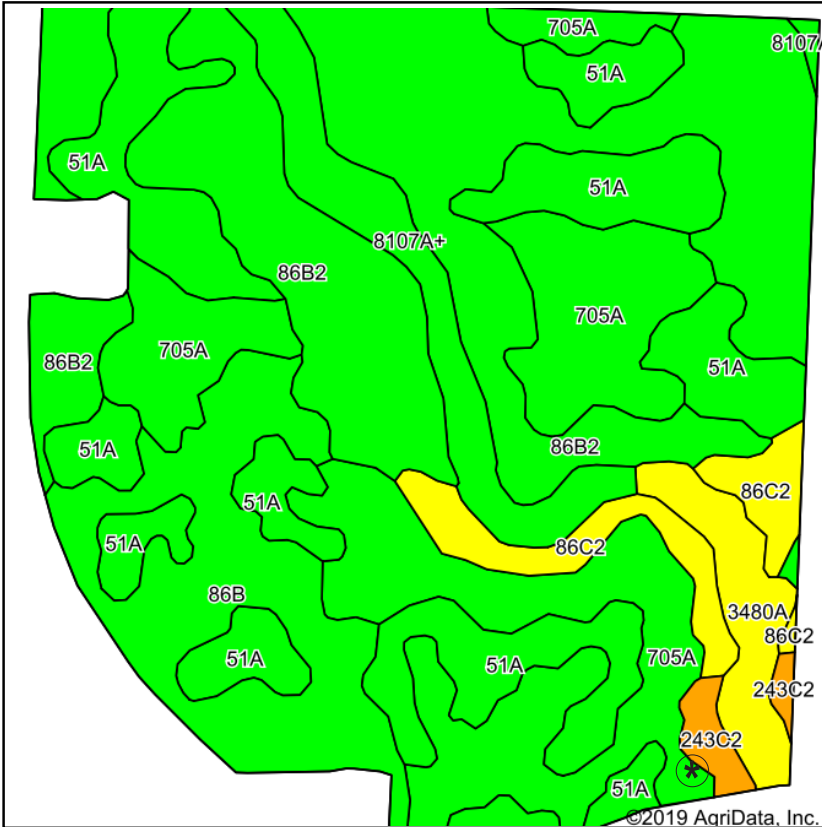 705A
8107A
51A
51A
51A
8107A+
86B2
705A
705A
86B2
51A
86B2
51A
86C2
51A
51A
86C2
86B
3480A
86C2
51A
51A
705A
243C2
243C2
51A
©2019 AgriData, Inc.